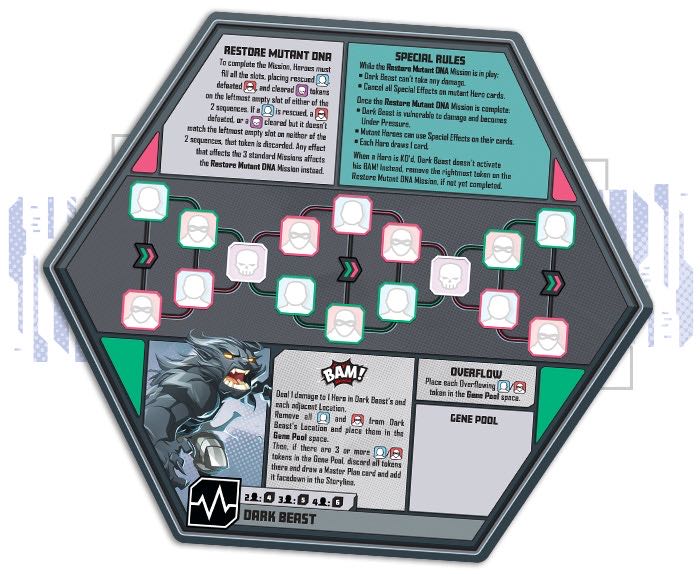 RESTORE MUTANT DNA
To complete the Mission, Heroes must
fill all the slots, placing rescued
defeated, and cleared tokens
on the leftmost empty slot of either of the
2 sequences. If a is rescued, a
defeated, or a cleared but it doesn't
match the leftmost empty slot on neither of the
2 sequences, that token is discarded. Any effect
that affects the 3 standard Missions affects
the Restore Mutant DNA Mission instead.
SPECIAL RULES
While the Restore Mutant DNA Mission is in play:
• Dark Beast can't take any damage.
• Cancel all Special Effects on mutant Hero cards.
Once the Restore Mutant DNA Mission is complete:
• Dark Beast is vulnerable to damage and becomes
Under Pressure.
• Mutant Heroes can use Special Effects on their cards.
• Each Hero draws 1 card.
When a Hero is KO'd, Dark Beast doesn't activate
his BAM! Instead, remove the rightmost token on the
Restore Mutant DNA Mission, if not yet completed.
BAM!
Deal 1 damage to 1 Hero in Dark Beast's and
each adjacent Location.
Remove all and from Dark
Beast's Location and place them in the
Gene Pool space.
Then, if there are 3 or more /
tokens in the Gene Pool, discard all tokens
there and draw a Master Plan card and add
it facedown in the Storyline.
OVERFLOW
Place each Overflowing /
token in the Gene Pool space.
GENE POOL
2 : 4 3 : 5 4 : 6
DARK BEAST